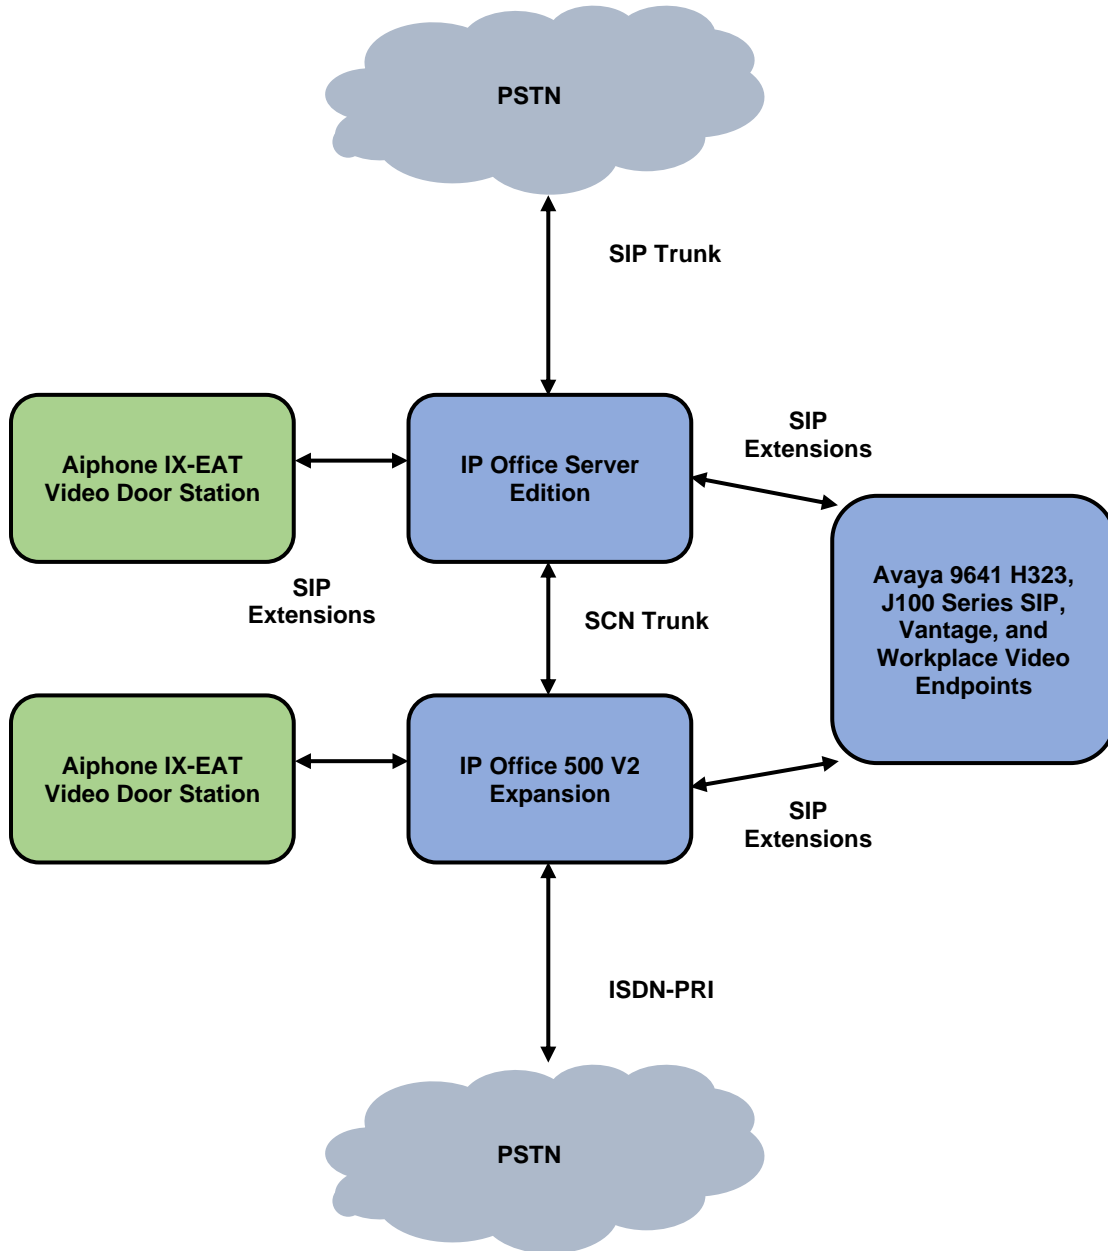 PSTN
SIP Trunk
SIP
Extensions
Aiphone IX-EAT
Video Door Station
IP Office Server
Edition
Avaya 9641 H323,
J100 Series SIP,
Vantage, and
Workplace Video
Endpoints
SIP
Extensions
SCN Trunk
Aiphone IX-EAT
Video Door Station
IP Office 500 V2
Expansion
SIP
Extensions
ISDN-PRI
PSTN